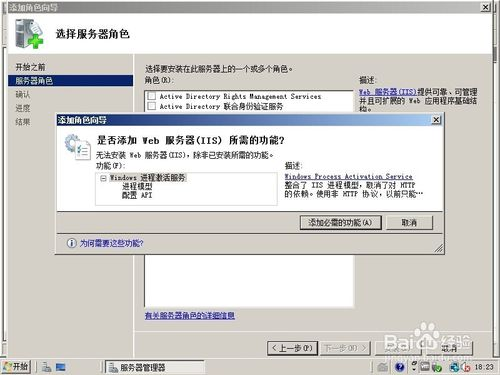 添加角色向导
选择服务器角色
开始之前
服务器角色
确认
进度
结果
选择要安装在此服务器上的一个或多个角色。
角色(R):
Active Directory Rights Management Services
Active Directory 联合身份验证服务
描述:
Web 服务器(IIS)提供可靠、可管理
并且可扩展的 Web 应用程序基础结
构。
添加角色向导
是否添加 Web 服务器(IIS) 所需的功能?
无法安装 Web 服务器(IIS)，除非已安装所需的功能。
功能(F):
Windows 进程激活服务
进程模型
配置 API
描述:
Windows Process Activation Service
整合了 IIS 进程模型，取消了对 HTTP
的依赖。使用非 HTTP 协议，以前只能…
添加必需的功能(A)
取消
为何需要这些功能?
有关服务器角色的详细信息
< 上一步(P)
下一步(N) >
取消
Baidu经验
开始
服务器管理器
18:23